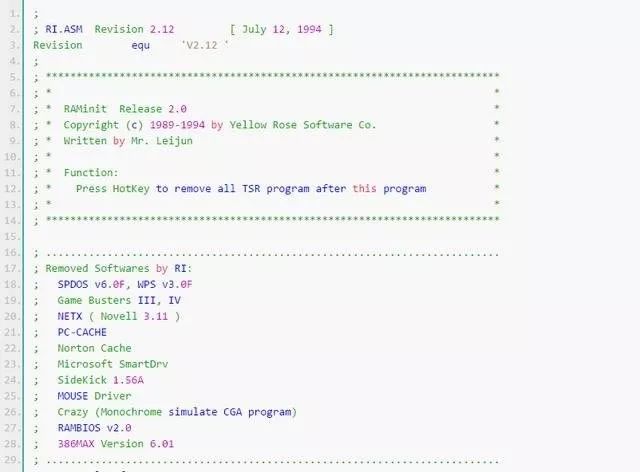 1. ;
2. ; RI.ASM Revision 2.12 [ July 12, 1994 ]
3. Revision equ 'V2.12 '
4. ;
5. ; *************************************************************************
6. ; * *
7. ; * RAMinit Release 2.0 *
8. ; * Copyright (c) 1989-1994 by Yellow Rose Software Co. *
9. ; * Written by Mr. Leijun *
10. ; * *
11. ; * Function: *
12. ; * Press HotKey to remove all TSR program after this program *
13. ; * *
14. ; *************************************************************************
15.
16. ; .........................................................................
17. ; Removed Softwares by RI:
18. ; SPDOS v6.0F, WPS v3.0F
19. ; Game Busters III, IV
20. ; NETX ( Novell 3.11 )
21. ; PC-CACHE
22. ; Norton Cache
23. ; Microsoft SmartDrv
24. ; SideKick 1.56A
25. ; MOUSE Driver
26. ; Crazy (Monochrome simulate CGA program)
27. ; RAMBIOS v2.0
28. ; 386MAX Version 6.01
29. ; .........................................................................